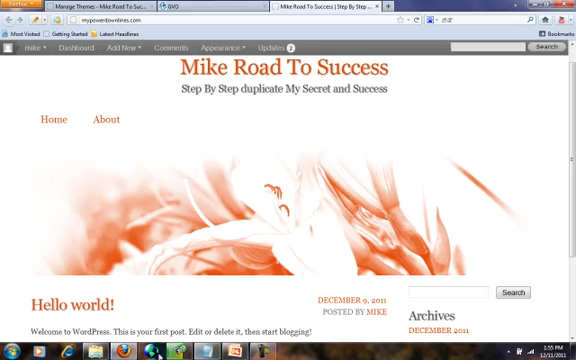 Firefox
Manage Themes - Mike Road To Suc...
GVO
Mike Road To Success | Step By Step ...
mypowerdownlines.com
Most Visited
Getting Started
Latest Headlines
Bookmarks
mike
Dashboard
Add New
Comments
Appearance
Updates 2
Search
Mike Road To Success
Step By Step duplicate My Secret and Success
Home
About
Hello world!
DECEMBER 9, 2011
POSTED BY MIKE
Welcome to WordPress. This is your first post. Edit or delete it, then start blogging!
Search
Archives
DECEMBER 2011
1:55 PM
12/11/2011